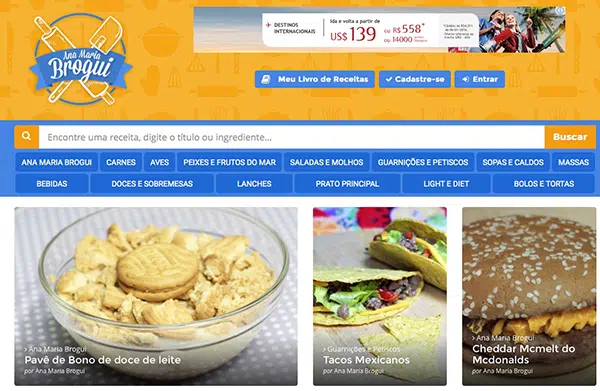 Ana Maria
Brogui
DESTINOS
INTERNACIONAIS
Ida e volta a partir de
US$ 139
ou R$ 558*
ou 14000
Meu Livro de Receitas
Cadastre-se
Entrar
Encontre uma receita, digite o título ou ingrediente...
Buscar
ANA MARIA BROGUI
CARNES
AVES
PEIXES E FRUTOS DO MAR
SALADAS E MOLHOS
GUARNIÇÕES E PETISCOS
SOPAS E CALDOS
MASSAS
BEBIDAS
DOCES E SOBREMESAS
LANCHES
PRATO PRINCIPAL
LIGHT E DIET
BOLOS E TORTAS
› Ana Maria Brogui
Pavê de Bono de doce de leite
por Ana Maria Brogui
› Guarnições e Petiscos
Tacos Mexicanos
por Ana Maria Brogui
› Ana Maria Brogui
Cheddar Mcmelt do
Mcdonalds
por Ana Maria Brogui